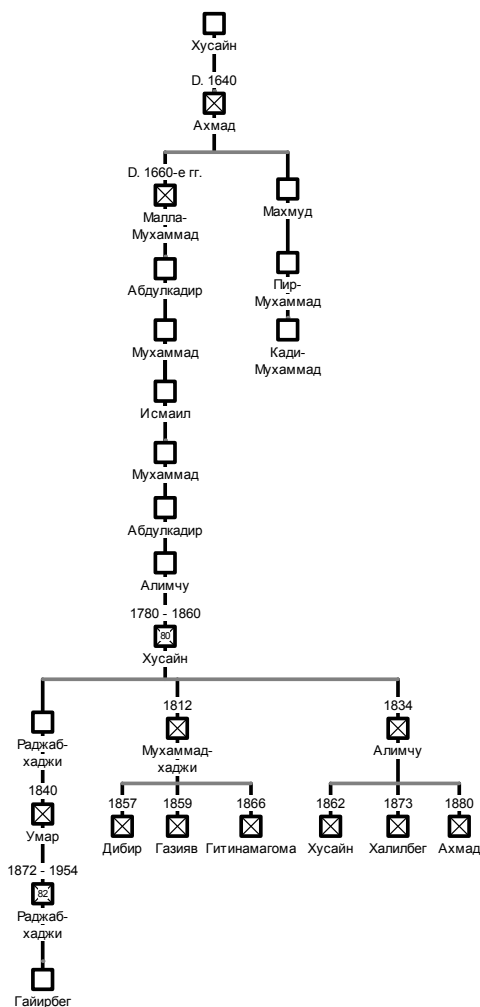 Хусайн
D. 1640
Ахмад
D. 1660-е гг.
Малла-
Мухаммад
Махмуд
Абдулкадир
Пир-
Мухаммад
Мухаммад
Кади-
Мухаммад
Исмаил
Мухаммад
Абдулкадир
Алимчу
1780 - 1860
80
Хусайн
Раджаб-
хаджи
1812
Мухаммад-
хаджи
1834
Алимчу
1840
Умар
1857
Дибир
1859
Газияв
1866
Гитинамагома
1862
Хусайн
1873
Халилбег
1880
Ахмад
1872 - 1954
82
Раджаб-
хаджи
Гайирбег